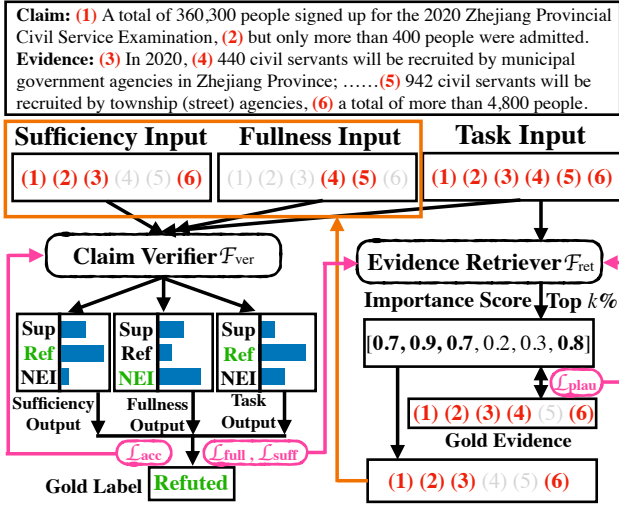 Claim: (1) A total of 360,300 people signed up for the 2020 Zhejiang Provincial
Civil Service Examination, (2) but only more than 400 people were admitted.
Evidence: (3) In 2020, (4) 440 civil servants will be recruited by municipal
government agencies in Zhejiang Province; ......(5) 942 civil servants will be
recruited by township (street) agencies, (6) a total of more than 4,800 people.
Sufficiency Input
Fullness Input
Task Input
(1) (2) (3) (4) (5) (6)
(1) (2) (3) (4) (5) (6)
(1) (2) (3) (4) (5) (6)
Claim Verifier ℱver
Evidence Retriever ℱret
Importance Score
Top k%
Sup
Ref
NEI
Sup
Ref
NEI
Sup
Ref
NEI
[0.7, 0.9, 0.7, 0.2, 0.3, 0.8]
Sufficiency
Output
Fullness
Output
Task
Output
ℒplau
(1) (2) (3) (4) (5) (6)
Gold Evidence
ℒacc
ℒfull , ℒsuff
Gold Label
Refuted
(1) (2) (3) (4) (5) (6)